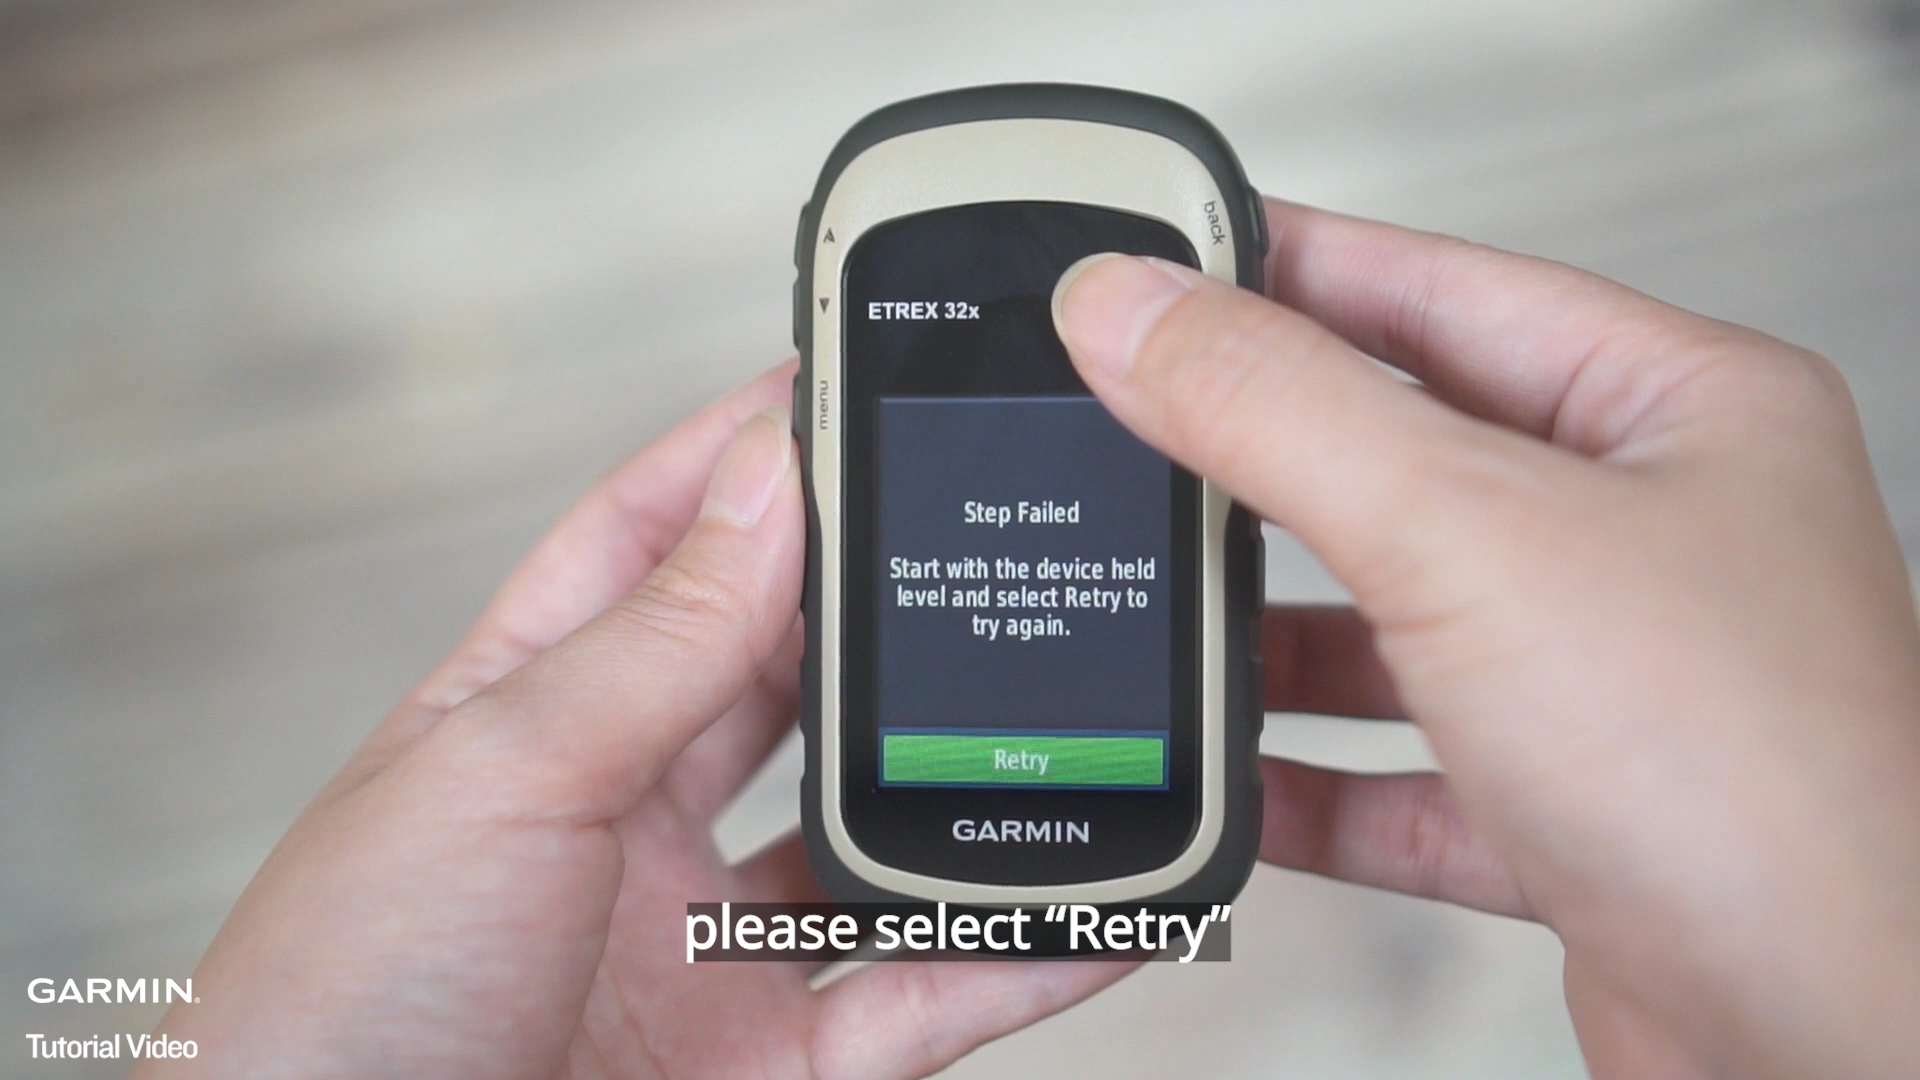 back
ETREX 32x
menu
Step Failed
Start with the device held
level and select Retry to
try again.
Retry
GARMIN
please select “Retry”
GARMIN.
Tutorial Video